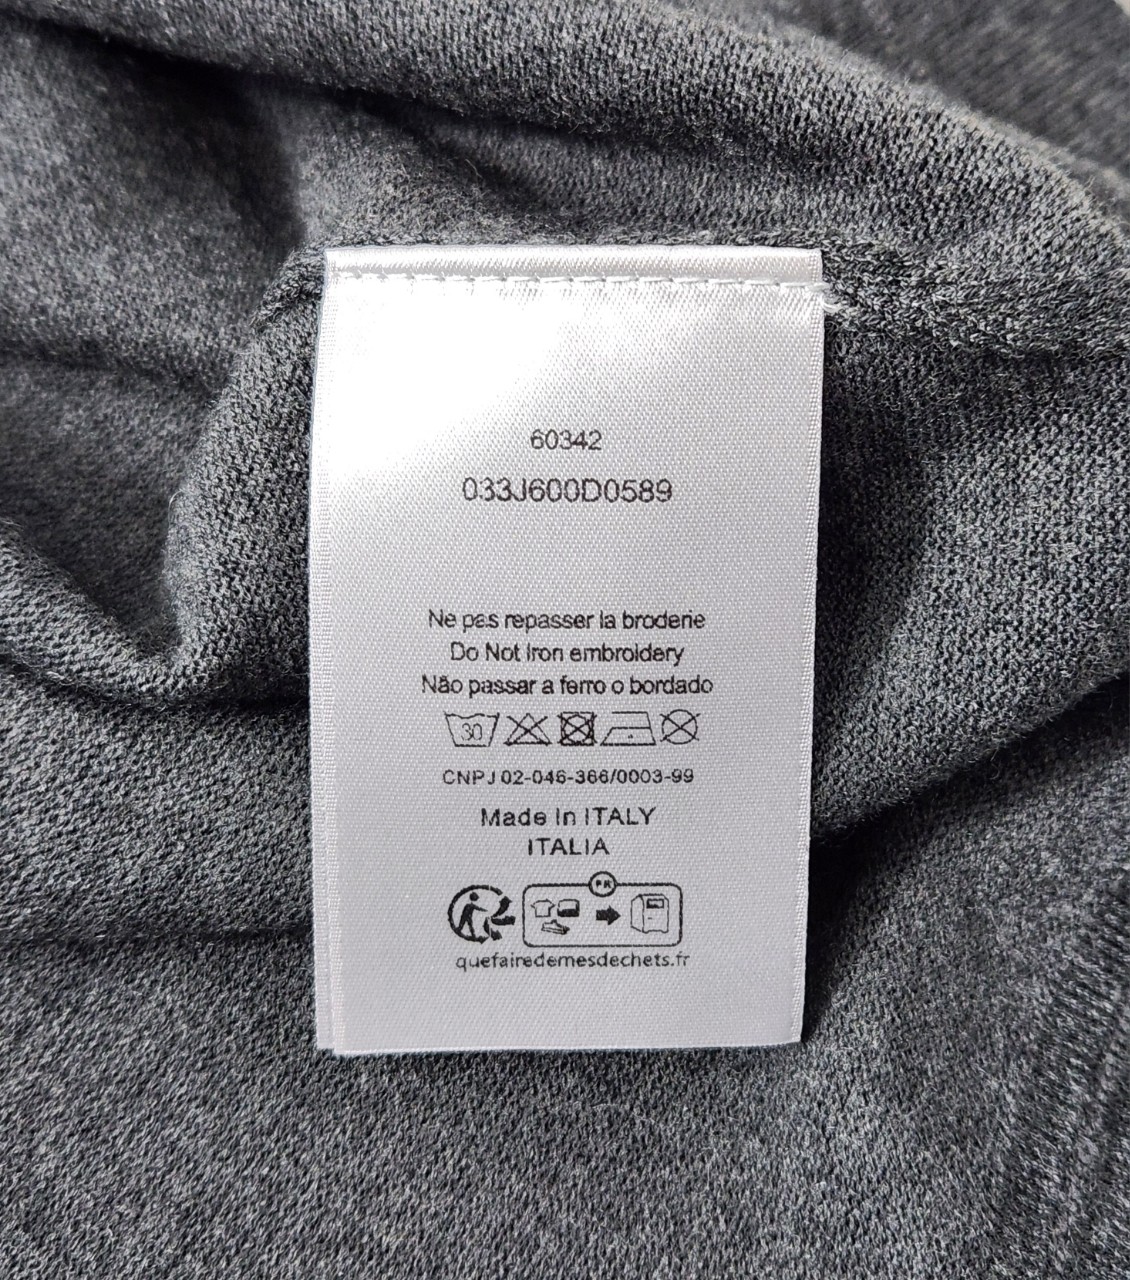 60342
033J600D0589
Ne pas repasser la broderie
Do Not Iron embroidery
Não passar a ferro o bordado
30
CNPJ 02-046-366/0003-99
Made In ITALY
ITALIA
FR
quefairedemesdechets.fr